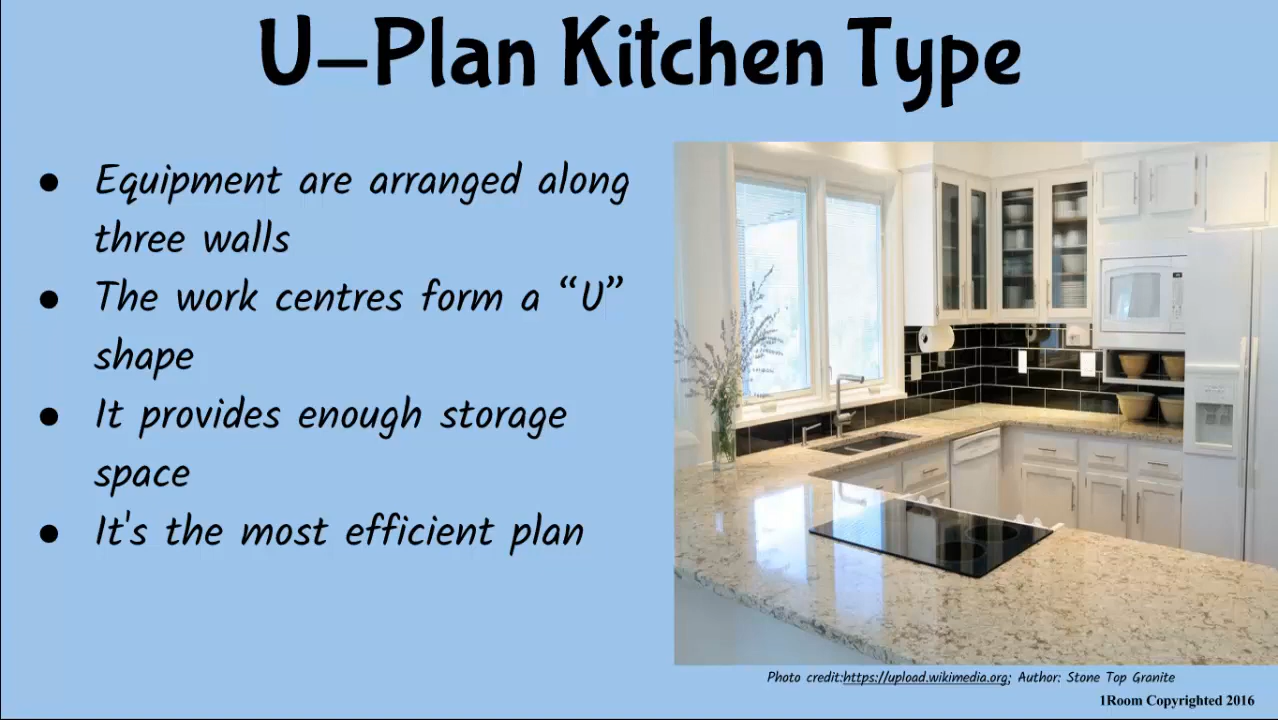 U-Plan Kitchen Type
● Equipment are arranged along
three walls
● The work centres form a “U”
shape
● It provides enough storage
space
● It's the most efficient plan
Photo credit:https://upload.wikimedia.org; Author: Stone Top Granite
1Room Copyrighted 2016